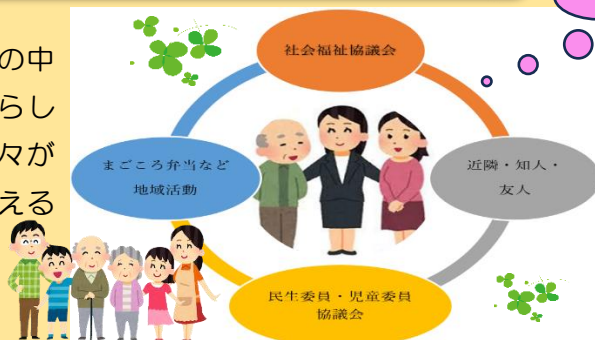 の中
らし
々が
える
社会福祉協議会
まごころ弁当など
地域活動
近隣・知人・
友人
民生委員・児童委員
協議会